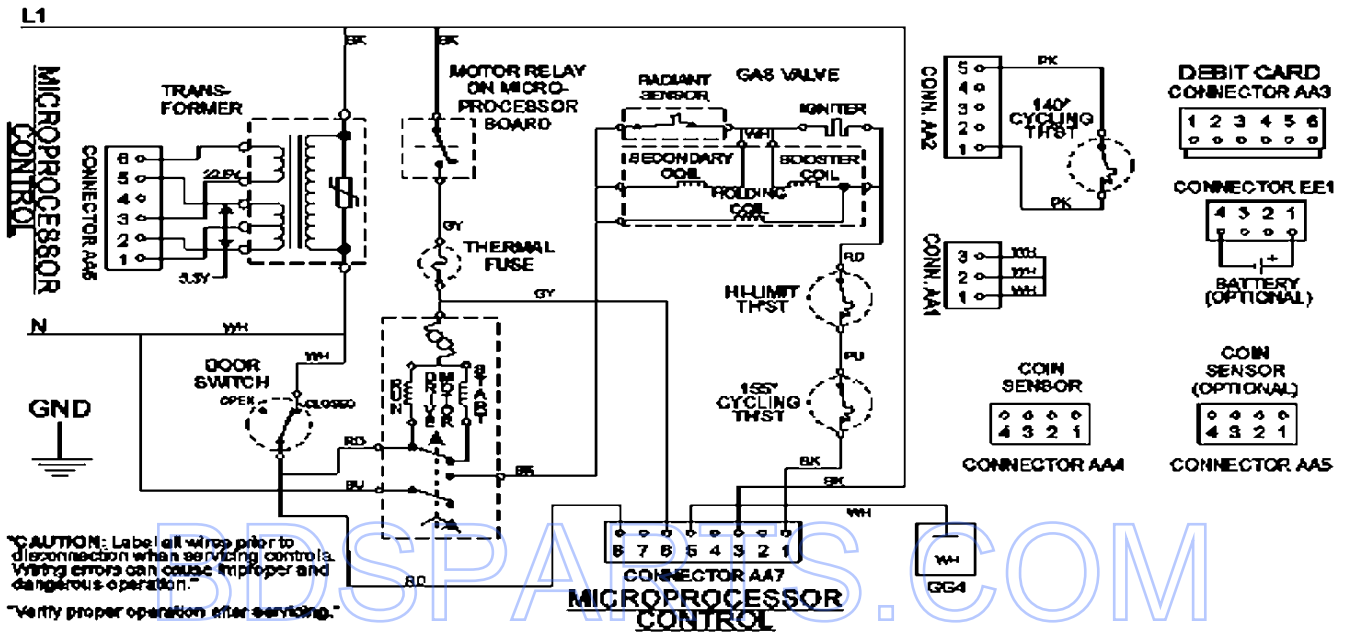 L1
BK
BK
MICROPROCESSOR
CONTROL
TRANS-
FORMER
CONNECTOR AA6
6
5
4
3
2
1
22.5V
5.3V
MOTOR RELAY
ON MICRO-
PROCESSOR
BOARD
GY
THERMAL
FUSE
GY
RADIANT
SENSOR
GAS VALVE
IGNITER
WH
SECONDARY
COIL
BOOSTER
COIL
HOLDING
COIL
RD
HI-LIMIT
TH'ST
PU
155°
CYCLING
TH'ST
BK
BK
WH
CONN. AA2
5
4
3
2
1
PK
140°
CYCLING
TH'ST
PK
CONN. AA1
3
2
1
WH
WH
WH
DEBIT CARD
CONNECTOR AA3
1 2 3 4 5 6
CONNECTOR EE1
4 3 2 1
- +
BATTERY
(OPTIONAL)
COIN
SENSOR
4 3 2 1
CONNECTOR AA4
COIN
SENSOR
(OPTIONAL)
4 3 2 1
CONNECTOR AA5
N
WH
WH
DOOR
SWITCH
OPEN
CLOSED
GND
RUN
DRIVE
MOTOR
START
RD
BU
8 7 6 5 4 3 2 1
CONNECTOR AA7
MICROPROCESSOR
CONTROL
WH
GG4
"CAUTION: Label all wires prior to
disconnection when servicing controls.
Wiring errors can cause improper and
dangerous operation."
"Verify proper operation after servicing."
BDSPARTS.COM